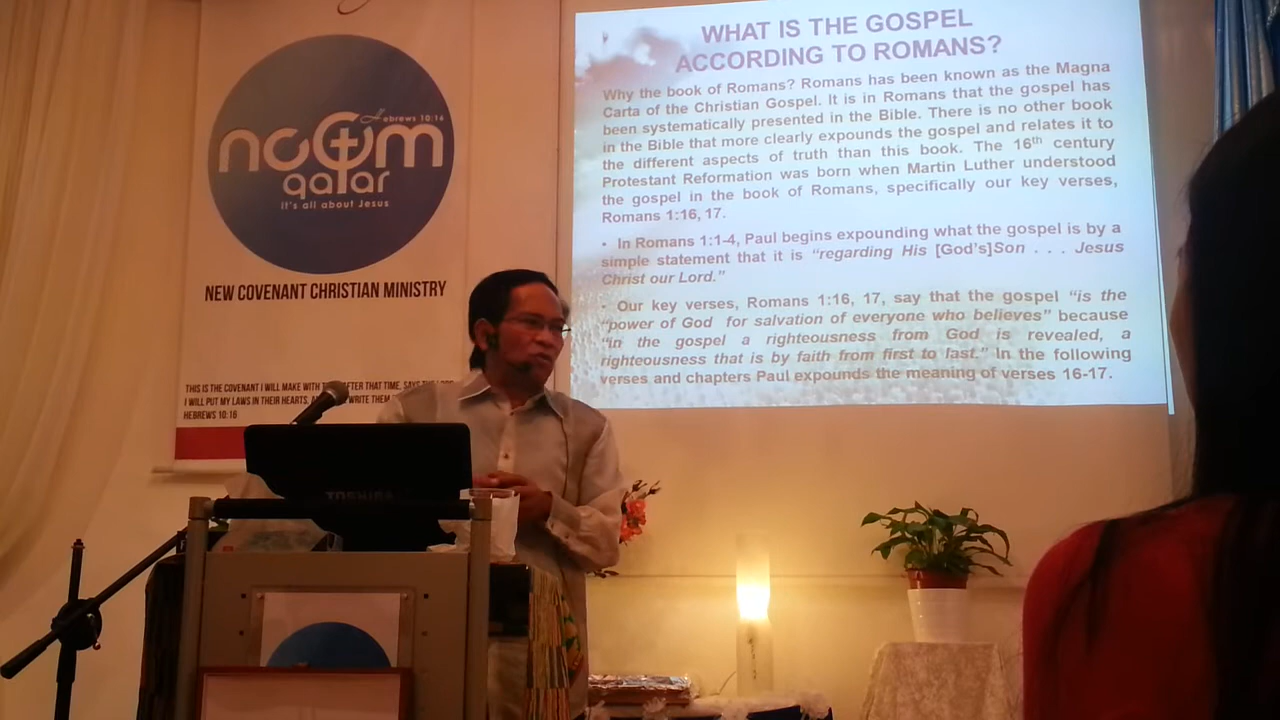 Hebrews 10:16
nccm
qatar
it's all about Jesus
NEW COVENANT CHRISTIAN MINISTRY
THIS IS THE COVENANT I WILL MAKE WITH AFTER THAT TIME, SAYS THE
I WILL PUT MY LAWS IN THEIR HEARTS, WRITE THEM
HEBREWS 10:16
TOSHIBA
WHAT IS THE GOSPEL
ACCORDING TO ROMANS?
Why the book of Romans? Romans has been known as the Magna
Carta of the Christian Gospel. It is in Romans that the gospel has
been systematically presented in the Bible. There is no other book
in the Bible that more clearly expounds the gospel and relates it to
the different aspects of truth than this book. The 16th century
Protestant Reformation was born when Martin Luther understood
the gospel in the book of Romans, specifically our key verses,
Romans 1:16, 17.
• In Romans 1:1-4, Paul begins expounding what the gospel is by a
simple statement that it is "regarding His [God's]Son . . . Jesus
Christ our Lord."
• Our key verses, Romans 1:16, 17, say that the gospel "is the
"power of God for salvation of everyone who believes" because
"in the gospel a righteousness from God is revealed, a
righteousness that is by faith from first to last." In the following
verses and chapters Paul expounds the meaning of verses 16-17.